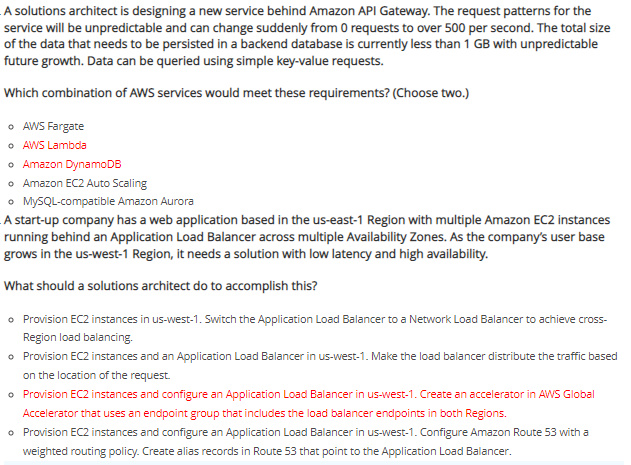 A solutions architect is designing a new service behind Amazon API Gateway. The request patterns for the
service will be unpredictable and can change suddenly from 0 requests to over 500 per second. The total size
of the data that needs to be persisted in a backend database is currently less than 1 GB with unpredictable
future growth. Data can be queried using simple key-value requests.
Which combination of AWS services would meet these requirements? (Choose two.)
AWS Fargate
AWS Lambda
Amazon DynamoDB
Amazon EC2 Auto Scaling
MySQL-compatible Amazon Aurora
A start-up company has a web application based in the us-east-1 Region with multiple Amazon EC2 instances
running behind an Application Load Balancer across multiple Availability Zones. As the company's user base
grows in the us-west-1 Region, it needs a solution with low latency and high availability.
What should a solutions architect do to accomplish this?
Provision EC2 instances in us-west-1. Switch the Application Load Balancer to a Network Load Balancer to achieve cross-
Region load balancing.
Provision EC2 instances and an Application Load Balancer in us-west-1. Make the load balancer distribute the traffic based
on the location of the request.
Provision EC2 instances and configure an Application Load Balancer in us-west-1. Create an accelerator in AWS Global
Accelerator that uses an endpoint group that includes the load balancer endpoints in both Regions.
Provision EC2 instances and configure an Application Load Balancer in us-west-1. Configure Amazon Route 53 with a
weighted routing policy. Create alias records in Route 53 that point to the Application Load Balancer.